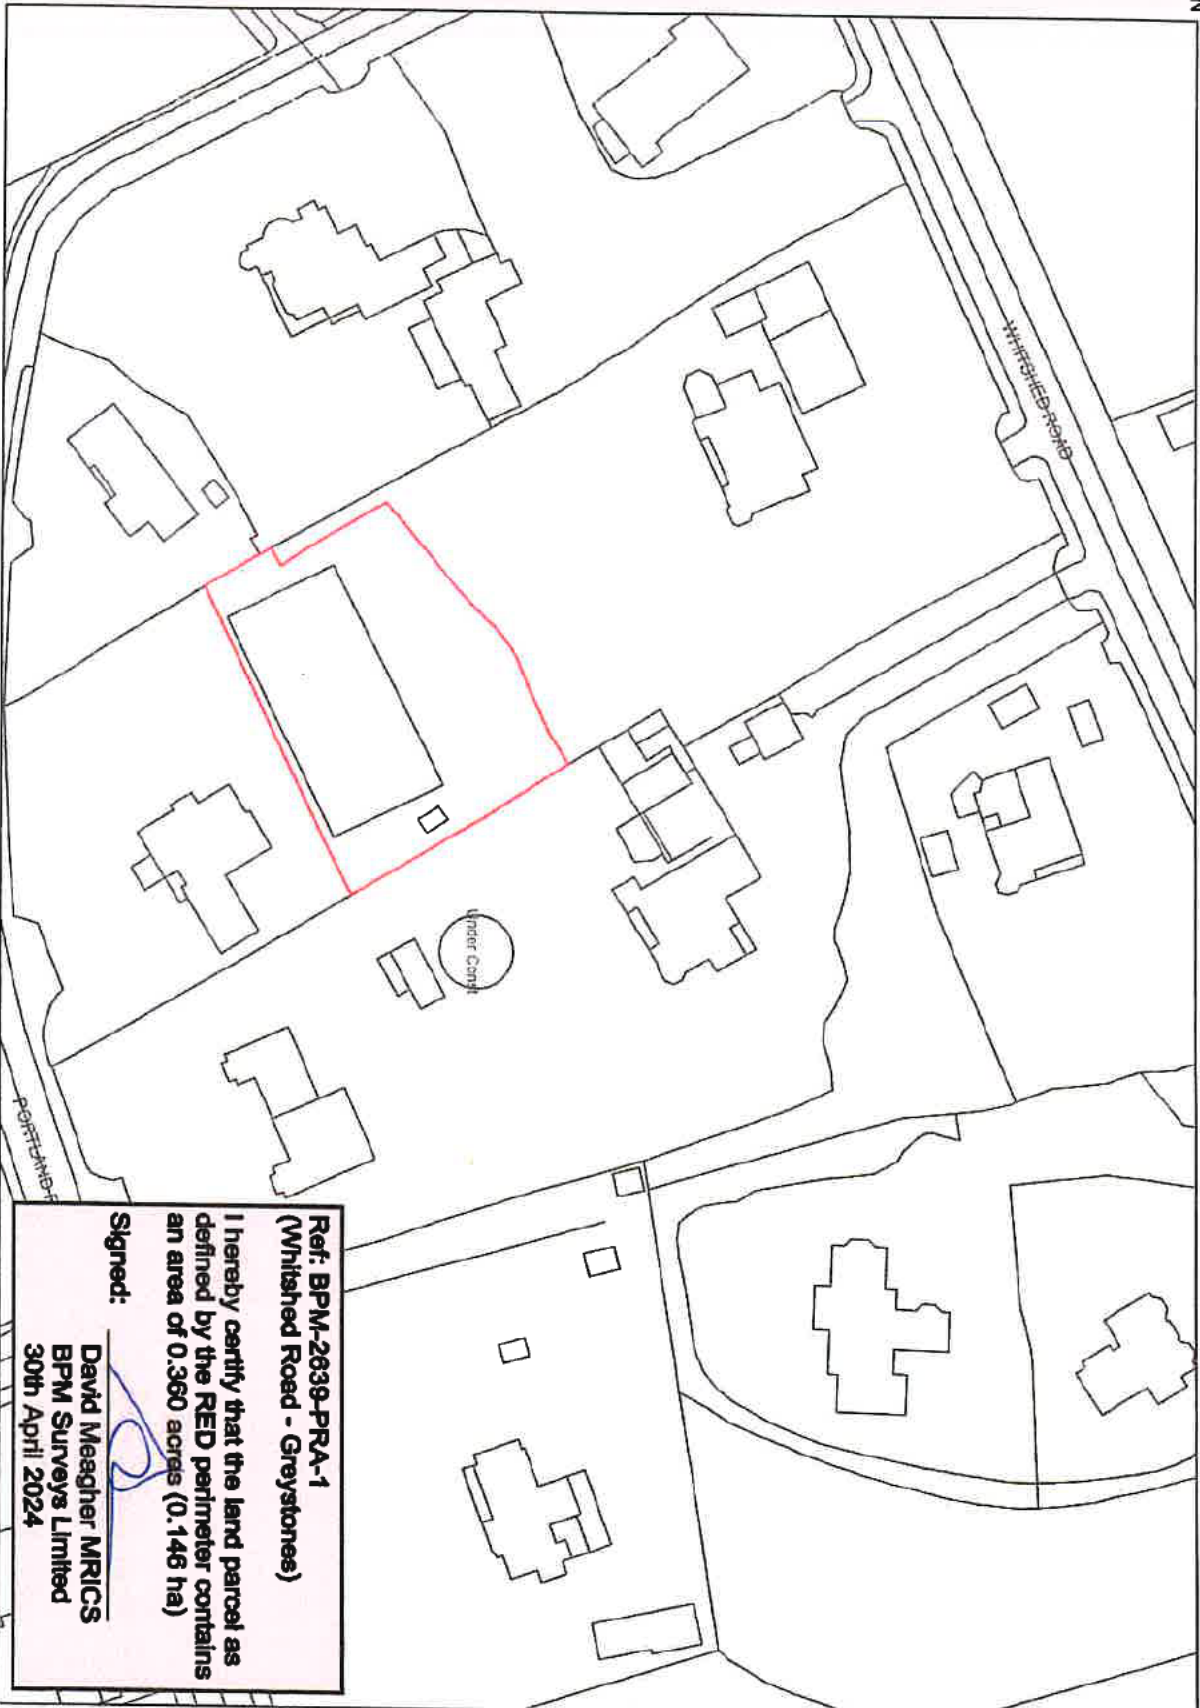 N
WHITSHED ROAD
Under Const
Ref: BPM-2639-PRA-1
(Whitshed Road - Greystones)
I hereby certify that the land parcel as
defined by the RED perimeter contains
an area of 0.360 acres (0.146 ha)
Signed:
David Meagher MRICS
BPM Surveys Limited
30th April 2024
PORTLAND R